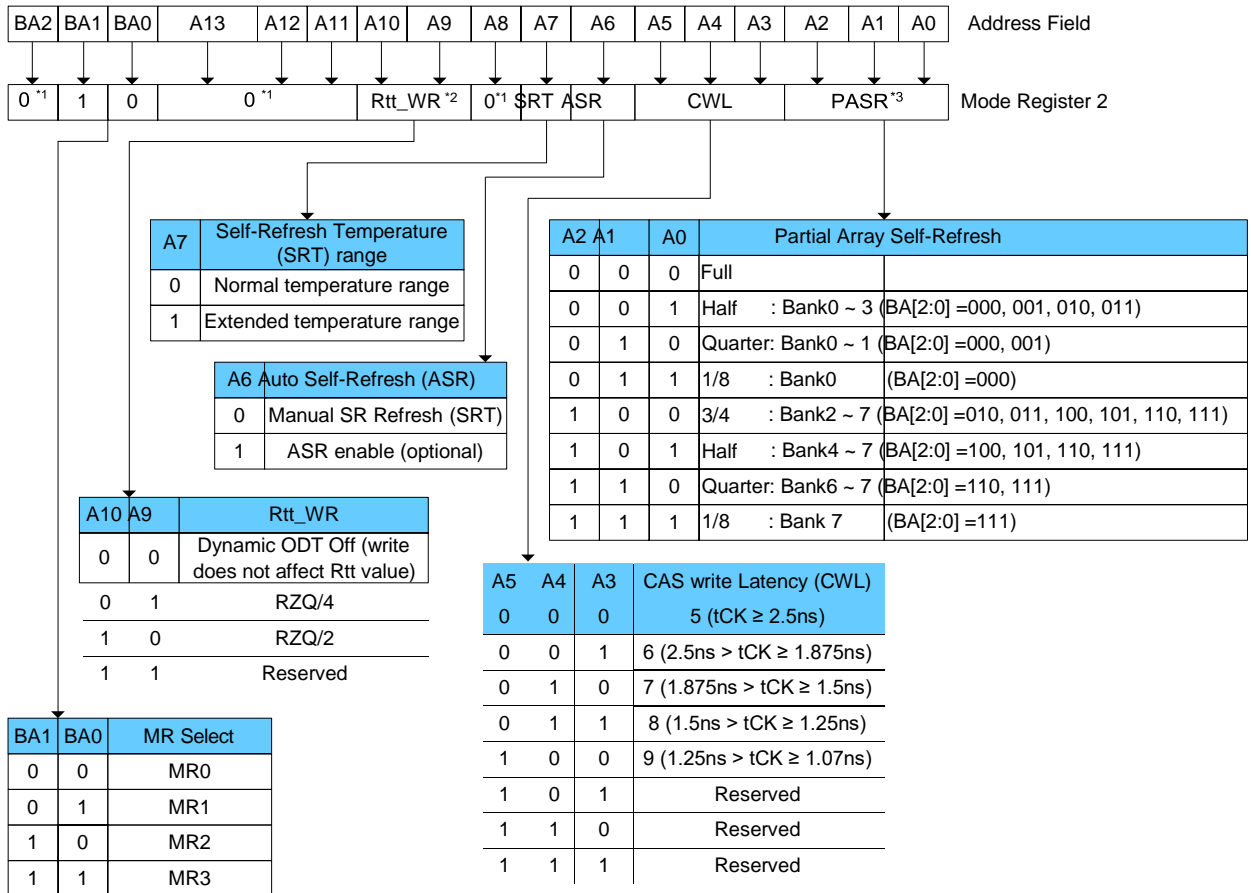 BA2 BA1 BA0 A13 A12 A11 A10 A9 A8 A7 A6 A5 A4 A3 A2 A1 A0 Address Field
0 *1 1 0 0 *1 Rtt_WR *2 0*1 SRT ASR CWL PASR*3 Mode Register 2
A7 Self-Refresh Temperature (SRT) range
0 Normal temperature range
1 Extended temperature range
A6 Auto Self-Refresh (ASR)
0 Manual SR Refresh (SRT)
1 ASR enable (optional)
A10 A9 Rtt_WR
0 0 Dynamic ODT Off (write does not affect Rtt value)
0 1 RZQ/4
1 0 RZQ/2
1 1 Reserved
BA1 BA0 MR Select
0 0 MR0
0 1 MR1
1 0 MR2
1 1 MR3
A2 A1 A0 Partial Array Self-Refresh
0 0 0 Full
0 0 1 Half : Bank0 ~ 3 (BA[2:0] =000, 001, 010, 011)
0 1 0 Quarter: Bank0 ~ 1 (BA[2:0] =000, 001)
0 1 1 1/8 : Bank0 (BA[2:0] =000)
1 0 0 3/4 : Bank2 ~ 7 (BA[2:0] =010, 011, 100, 101, 110, 111)
1 0 1 Half : Bank4 ~ 7 (BA[2:0] =100, 101, 110, 111)
1 1 0 Quarter: Bank6 ~ 7 (BA[2:0] =110, 111)
1 1 1 1/8 : Bank 7 (BA[2:0] =111)
A5 A4 A3 CAS write Latency (CWL)
0 0 0 5 (tCK ≥ 2.5ns)
0 0 1 6 (2.5ns > tCK ≥ 1.875ns)
0 1 0 7 (1.875ns > tCK ≥ 1.5ns)
0 1 1 8 (1.5ns > tCK ≥ 1.25ns)
1 0 0 9 (1.25ns > tCK ≥ 1.07ns)
1 0 1 Reserved
1 1 0 Reserved
1 1 1 Reserved